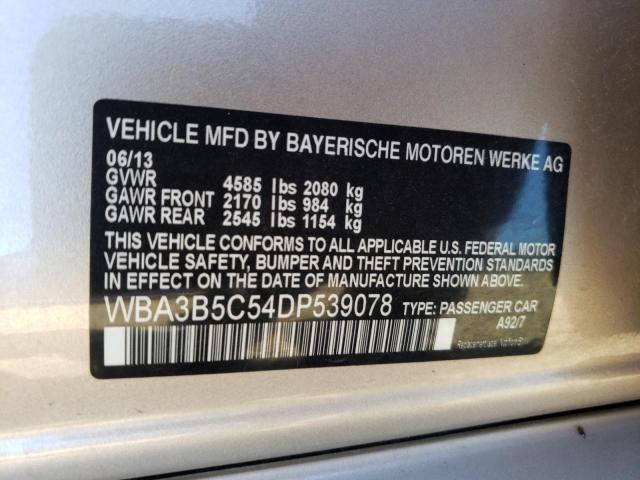 VEHICLE MFD BY BAYERISCHE MOTOREN WERKE AG
06/13
GVWR 4585 lbs 2080 kg
GAWR FRONT 2170 lbs 984 kg
GAWR REAR 2545 lbs 1154 kg
THIS VEHICLE CONFORMS TO ALL APPLICABLE U.S. FEDERAL MOTOR
VEHICLE SAFETY, BUMPER AND THEFT PREVENTION STANDARDS
IN EFFECT ON THE DATE OF MANUFACTURE SHOWN ABOVE.
WBA3B5C54DP539078 TYPE: PASSENGER CAR
A92/7